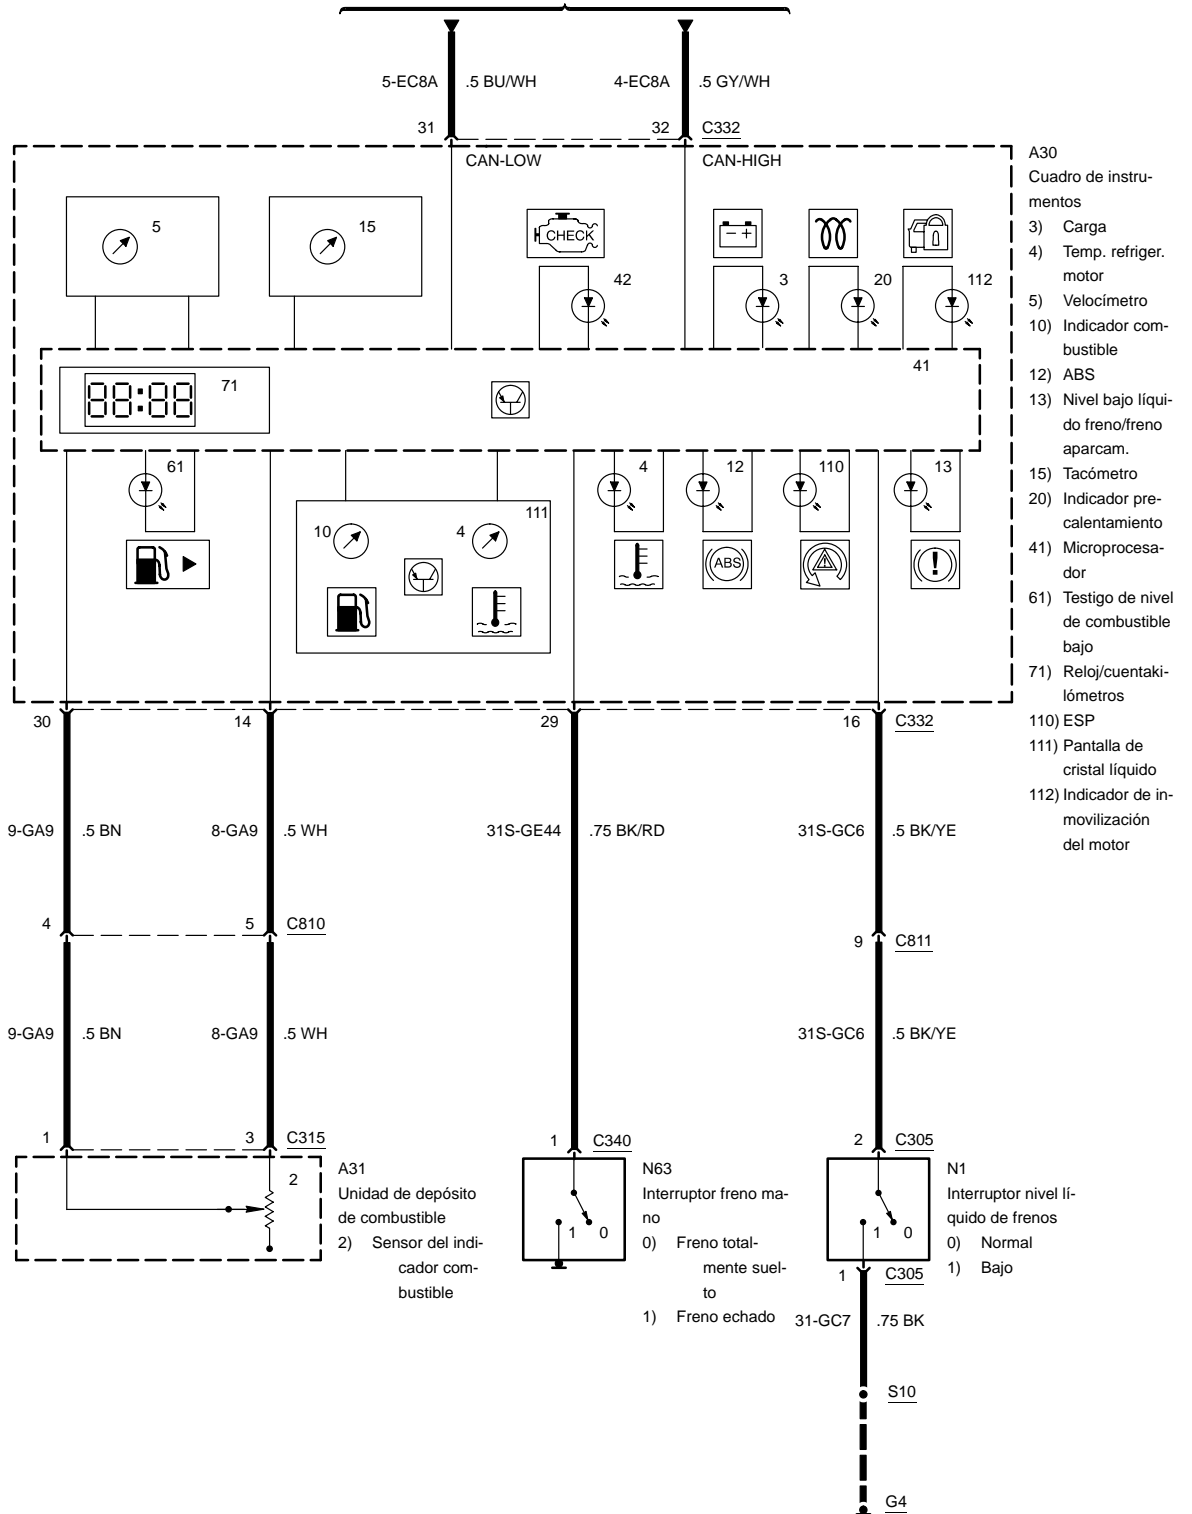 5-EC8A .5 BU/WH 4-EC8A .5 GY/WH
31 32 C332
CAN-LOW CAN-HIGH
A30
Cuadro de instru-
mentos
3) Carga
4) Temp. refriger.
motor
5) Velocímetro
10) Indicador com-
bustible
12) ABS
13) Nivel bajo líqui-
do freno/freno
aparcam.
15) Tacómetro
20) Indicador pre-
calentamiento
41) Microprocesa-
dor
61) Testigo de nivel
de combustible
bajo
71) Reloj/cuentaki-
lómetros
110) ESP
111) Pantalla de
cristal líquido
112) Indicador de in-
movilización
del motor
5 15
CHECK - +
42 3 20 112
41
88:88 71
61 4 12 110 13
111
10 4
ABS !
30 14 29 16 C332
9-GA9 .5 BN 8-GA9 .5 WH 31S-GE44 .75 BK/RD 31S-GC6 .5 BK/YE
4 5 C810
9 C811
9-GA9 .5 BN 8-GA9 .5 WH 31S-GC6 .5 BK/YE
1 3 C315 1 C340 2 C305
2
A31
Unidad de depósito
de combustible
2) Sensor del indi-
cador com-
bustible
1 0
N63
Interruptor freno ma-
no
0) Freno total-
mente suel-
to
1) Freno echado
1 0
N1
Interruptor nivel lí-
quido de frenos
0) Normal
1) Bajo
1 C305
31-GC7 .75 BK
S10
G4